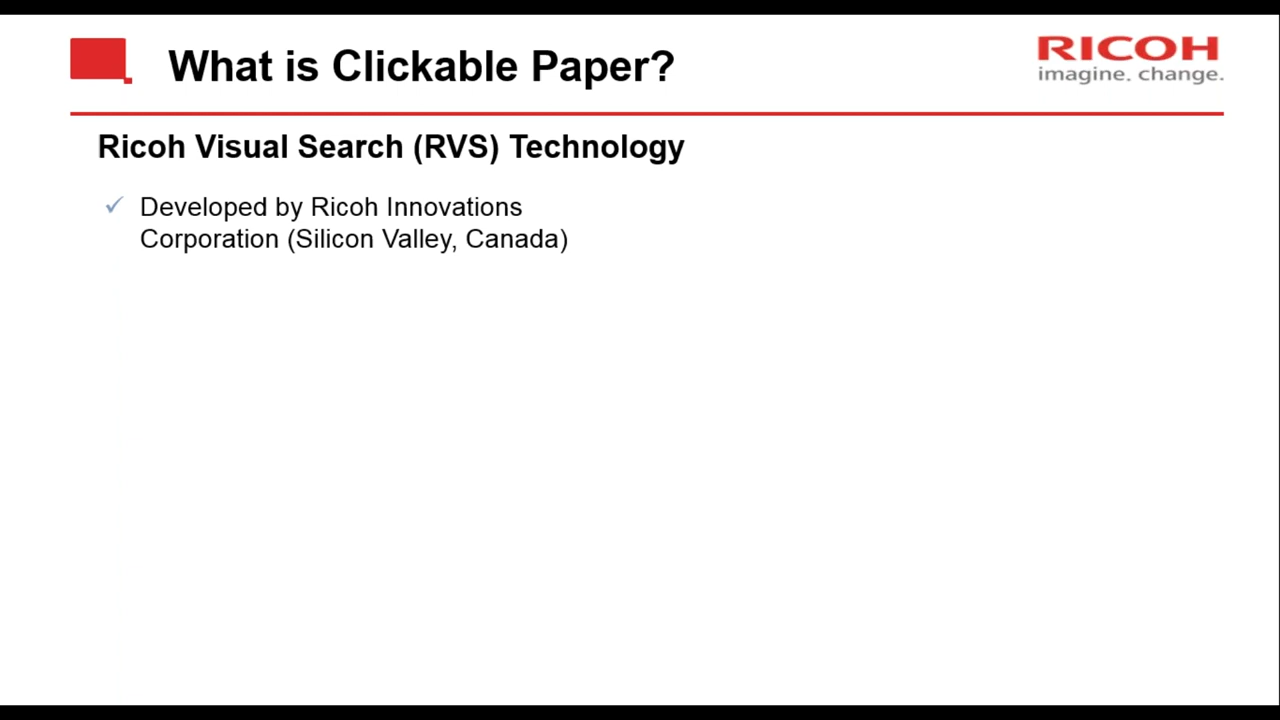 What is Clickable Paper?
RICOH
imagine. change.
Ricoh Visual Search (RVS) Technology
✓ Developed by Ricoh Innovations
Corporation (Silicon Valley, Canada)